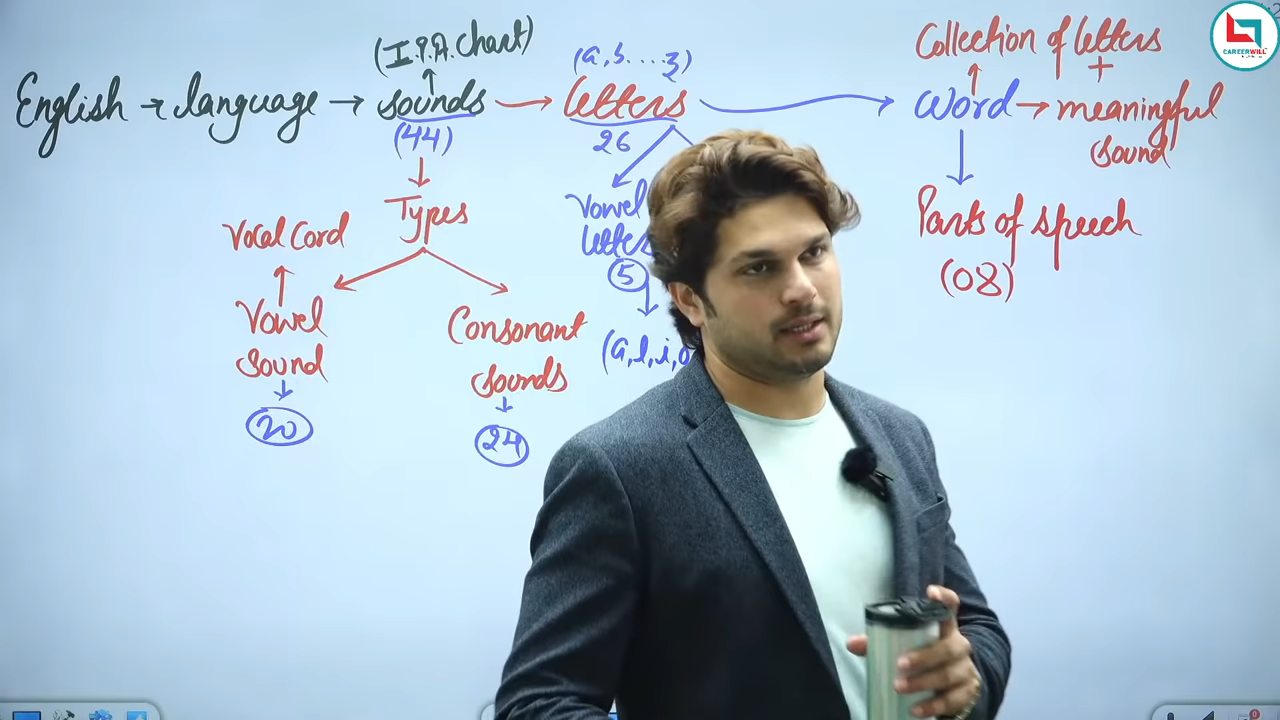 (I.P.A. Chart)
(a, b....z)
Collection of letters
+
English → language → sounds → letters → Word → meaningful
sound
(44)
26
Types
Vocal Cord
Vowel
sound
20
Consonant
sounds
24
Vowel
letters
5
(a, e, i, o
Parts of speech
(08)
CAREERWILL